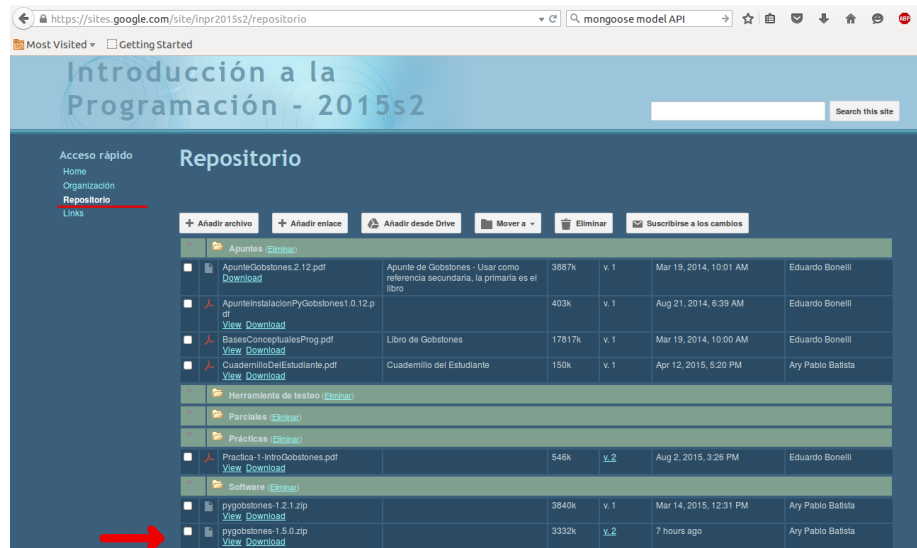 https://sites.google.com/site/inpr2015s2/repositorio
mongoose model API
ABP
Most Visited
Getting Started
Introducción a la
Programación - 2015s2
Search this site
Acceso rápido
Home
Organización
Repositorio
Links
Repositorio
Añadir archivo
Añadir enlace
Añadir desde Drive
Mover a
Eliminar
Suscribirse a los cambios
Apuntes (Eliminar)
ApunteGobstones.2.12.pdf Apunte de Gobstones - Usar como 3887k v. 1 Mar 19, 2014, 10:01 AM Eduardo Bonelli
Download referencia secundaria, la primaria es el
libro
ApunteInstalacionPyGobstones1.0.12.p 403k v. 1 Aug 21, 2014, 6:39 AM Eduardo Bonelli
df
View Download
BasesConceptualesProg.pdf Libro de Gobstones 17817k v. 1 Mar 19, 2014, 10:00 AM Eduardo Bonelli
View Download
CuadernilloDelEstudiante.pdf Cuadernillo del Estudiante 150k v. 1 Apr 12, 2015, 5:20 PM Ary Pablo Batista
View Download
Herramienta de testeo (Eliminar)
Parciales (Eliminar)
Prácticas (Eliminar)
Practica-1-IntroGobstones.pdf 546k v. 2 Aug 2, 2015, 3:26 PM Eduardo Bonelli
View Download
Software (Eliminar)
pygobstones-1.2.1.zip 3840k v. 1 Mar 14, 2015, 12:31 PM Ary Pablo Batista
View Download
pygobstones-1.5.0.zip 3332k v. 2 7 hours ago Ary Pablo Batista
View Download